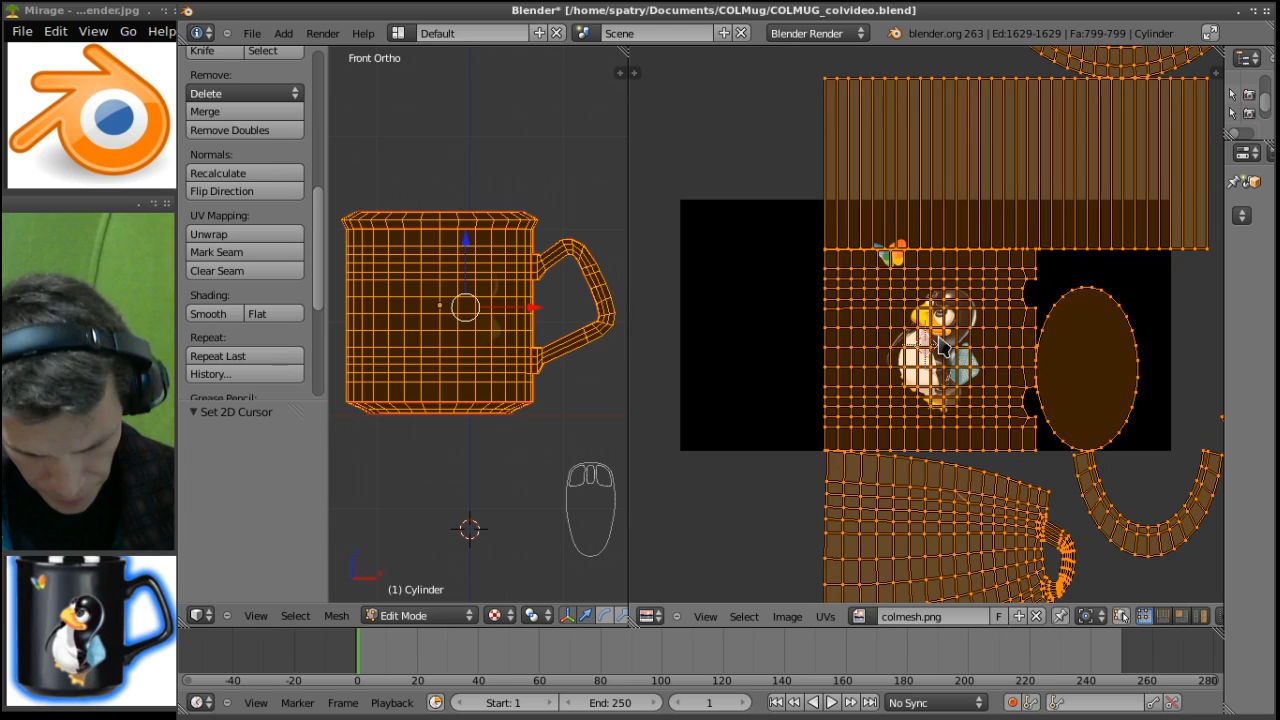 Mirage - ...ender.jpg
File Edit View Go Help
Blender* [/home/spatry/Documents/COLMug/COLMUG_colvideo.blend]
File Add Render Help
Default
Scene
Blender Render
blender.org 263 | Ed:1629-1629 | Fa:799-799 | Cylinder
Knife Select
Remove:
Delete
Merge
Remove Doubles
Normals:
Recalculate
Flip Direction
UV Mapping:
Unwrap
Mark Seam
Clear Seam
Shading:
Smooth Flat
Repeat:
Repeat Last
History...
Grease Pencil:
Set 2D Cursor
Front Ortho
(1) Cylinder
View Select Mesh
Edit Mode
View Select Image UVs
colmesh.png
F
-40 -20 0 20 40 60 80 100 120 140 160 180 200 220 240 260 280
View Marker Frame Playback
Start: 1
End: 250
1
No Sync